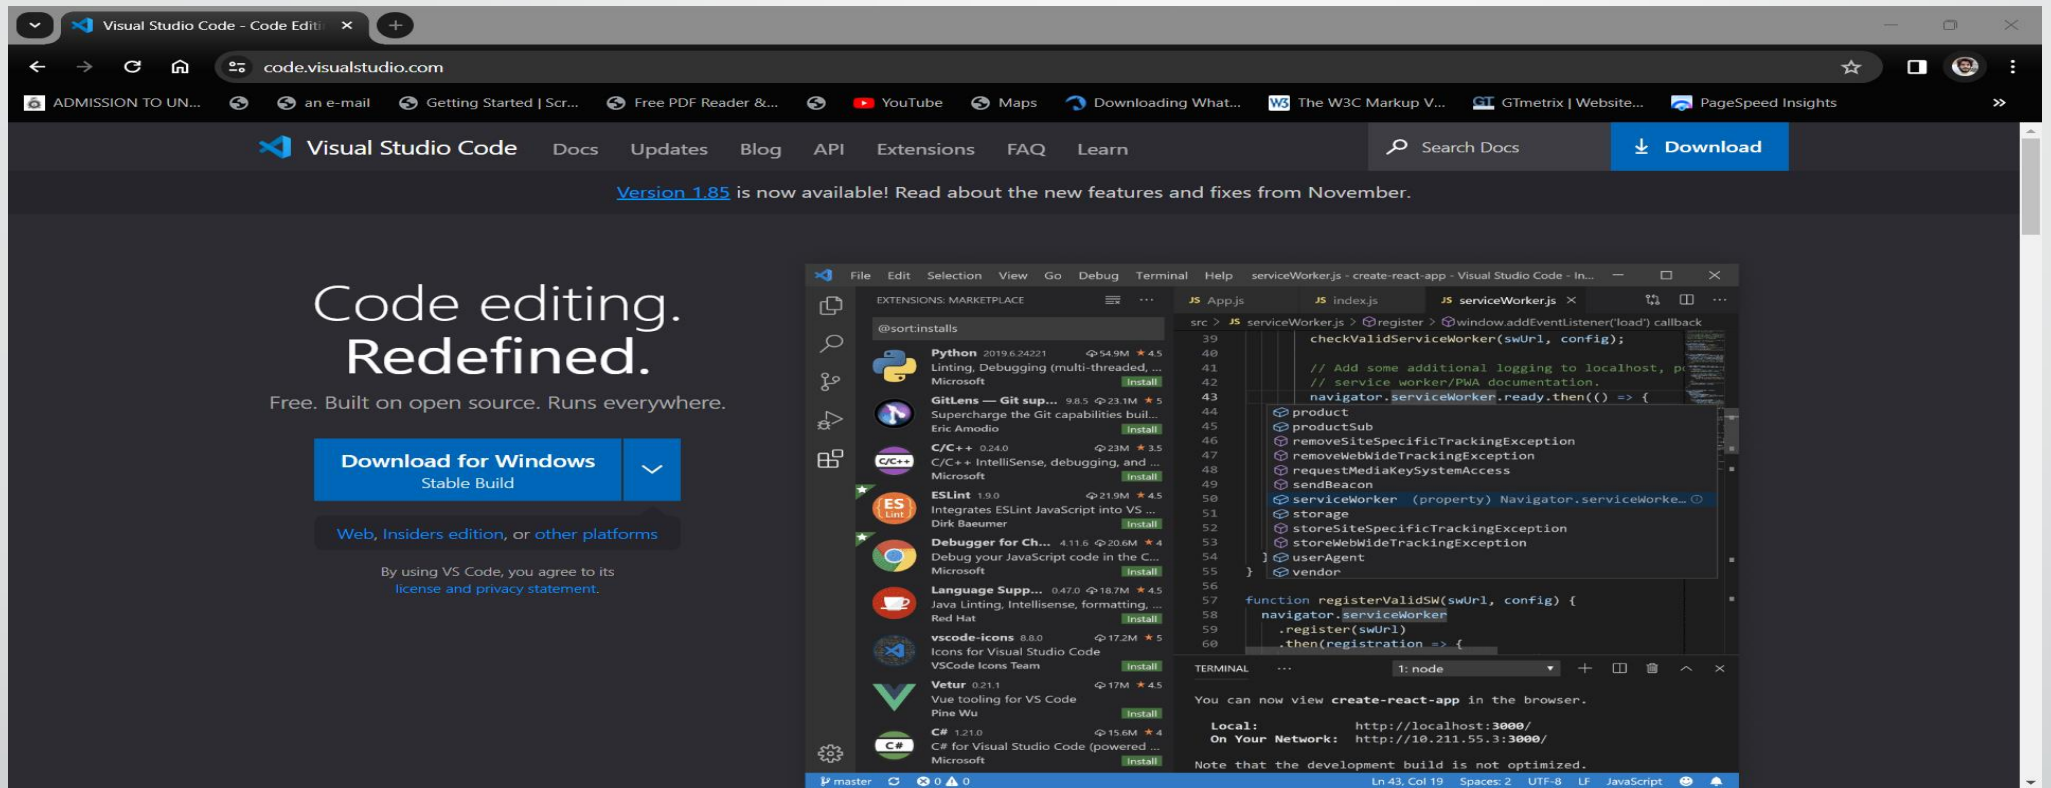 Visual Studio Code - Code Editi
code.visualstudio.com
ADMISSION TO UN... an e-mail Getting Started | Scr... Free PDF Reader &... YouTube Maps Downloading What... The W3C Markup V... GTmetrix | Website... PageSpeed Insights »
Visual Studio Code Docs Updates Blog API Extensions FAQ Learn Search Docs Download
Version 1.85 is now available! Read about the new features and fixes from November.
Code editing.
Redefined.
Free. Built on open source. Runs everywhere.
Download for Windows
Stable Build
Web, Insiders edition, or other platforms
By using VS Code, you agree to its
license and privacy statement.
File Edit Selection View Go Debug Terminal Help serviceWorker.js - create-react-app - Visual Studio Code - In...
EXTENSIONS: MARKETPLACE
@sort:installs
Python 2019.6.24221 54.9M ★ 4.5
Linting, Debugging (multi-threaded, ...
Microsoft Install
GitLens — Git sup... 9.8.5 23.1M ★ 5
Supercharge the Git capabilities buil...
Eric Amodio Install
C/C++ C/C++ 0.24.0 23M ★ 3.5
C/C++ IntelliSense, debugging, and ...
Microsoft Install
ES Lint ESLint 1.9.0 21.9M ★ 4.5
Integrates ESLint JavaScript into VS ...
Dirk Baeumer Install
Debugger for Ch... 4.11.6 20.6M ★ 4
Debug your JavaScript code in the C...
Microsoft Install
Language Supp... 0.47.0 18.7M ★ 4.5
Java Linting, Intellisense, formatting, ...
Red Hat Install
vscode-icons 8.8.0 17.2M ★ 5
Icons for Visual Studio Code
VSCode Icons Team Install
Vetur 0.21.1 17M ★ 4.5
Vue tooling for VS Code
Pine Wu Install
C# C# 1.21.0 15.6M ★ 4
C# for Visual Studio Code (powered ...
Microsoft Install
JS App.js JS index.js JS serviceWorker.js
src > JS serviceWorker.js > register > window.addEventListener('load') callback
39 checkValidServiceWorker(swUrl, config);
40
41 // Add some additional logging to localhost, p
42 // service worker/PWA documentation.
43 navigator.serviceWorker.ready.then(() => {
44 product
45 productSub
46 removeSiteSpecificTrackingException
47 removeWebWideTrackingException
48 requestMediaKeySystemAccess
49 sendBeacon
50 serviceWorker (property) Navigator.serviceWorke...
51 storage
52 storeSiteSpecificTrackingException
53 storeWebWideTrackingException
54 } userAgent
55 } vendor
56
57 function registerValidSW(swUrl, config) {
58 navigator.serviceWorker
59 .register(swUrl)
60 .then(registration => {
TERMINAL ... 1: node
You can now view create-react-app in the browser.
Local: http://localhost:3000/
On Your Network: http://10.211.55.3:3000/
Note that the development build is not optimized.
master 0 0 Ln 43, Col 19 Spaces: 2 UTF-8 LF JavaScript